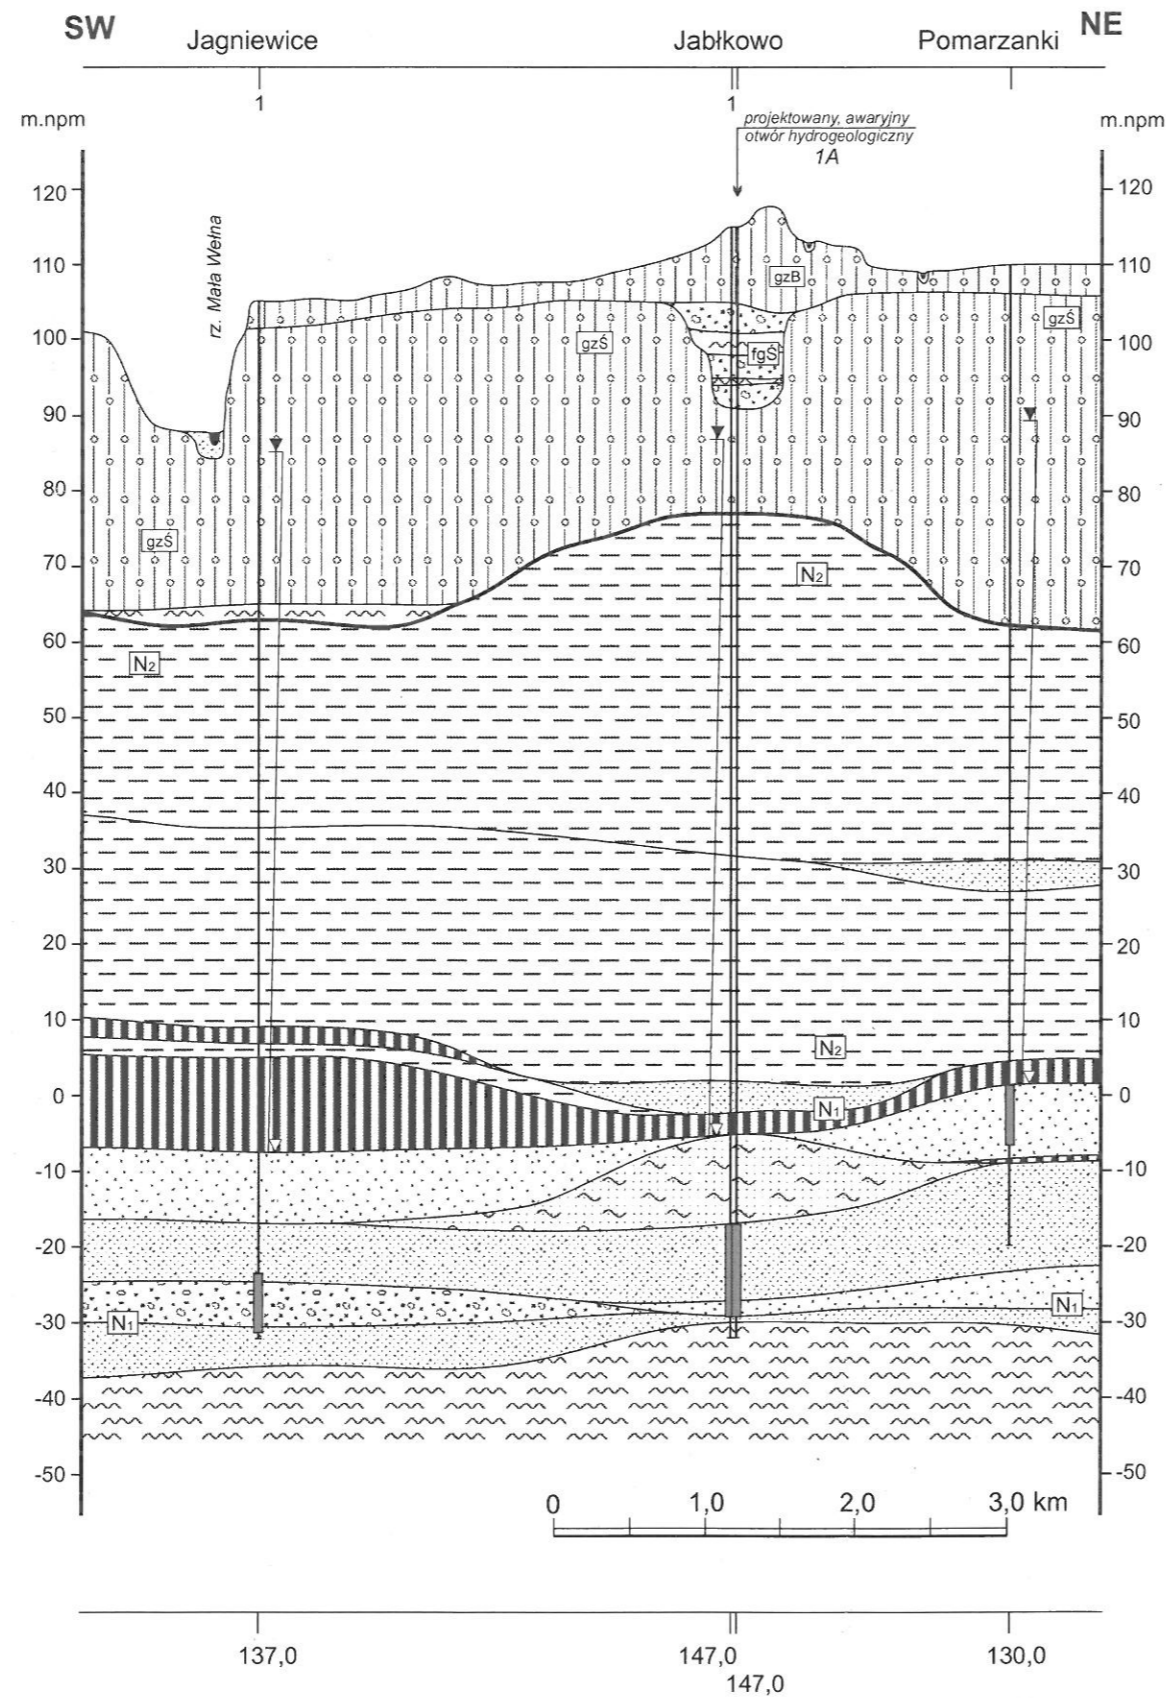 SW NE
Jagniewice Jabłkowo Pomarzanki
1 1
m.npm m.npm
projektowany, awaryjny
otwór hydrogeologiczny
1A
rz. Mała Wełna
120 120
110 110
gzB
gzŚ
100 gzŚ fgŚ 100
90 90
80 80
gzŚ
70 N2 70
60 60
N2
50 50
40 40
30 30
20 20
10 10
N2
0 N1 0
-10 -10
-20 -20
N1
-30 N1 -30
-40 -40
-50 -50
0 1,0 2,0 3,0 km
137,0 147,0 130,0
147,0